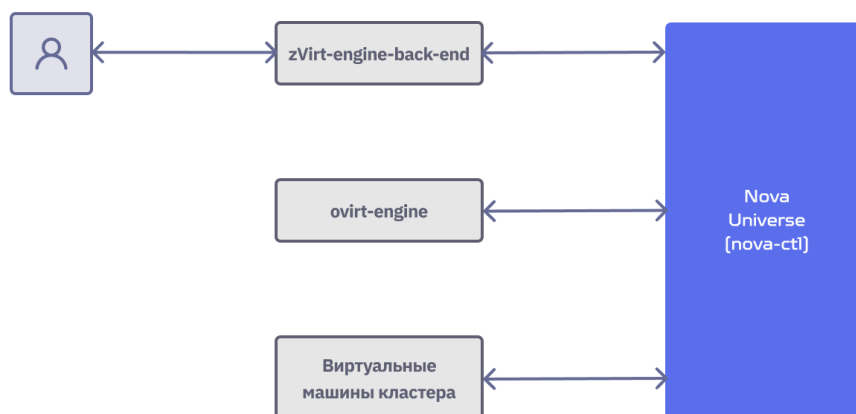 zVirt-engine-back-end
ovirt-engine
Nova
Universe
(nova-ctl)
Виртуальные
машины кластера